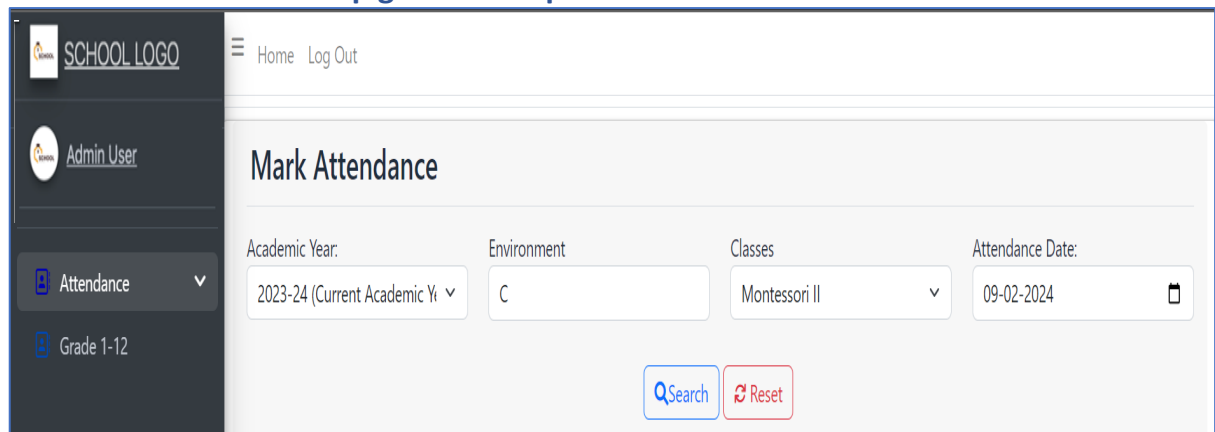 SCHOOL LOGO
Home Log Out
Admin User
Mark Attendance
Academic Year: Environment Classes Attendance Date:
2023-24 (Current Academic Ye C Montessori II 09-02-2024
Attendance
Grade 1-12
Search Reset